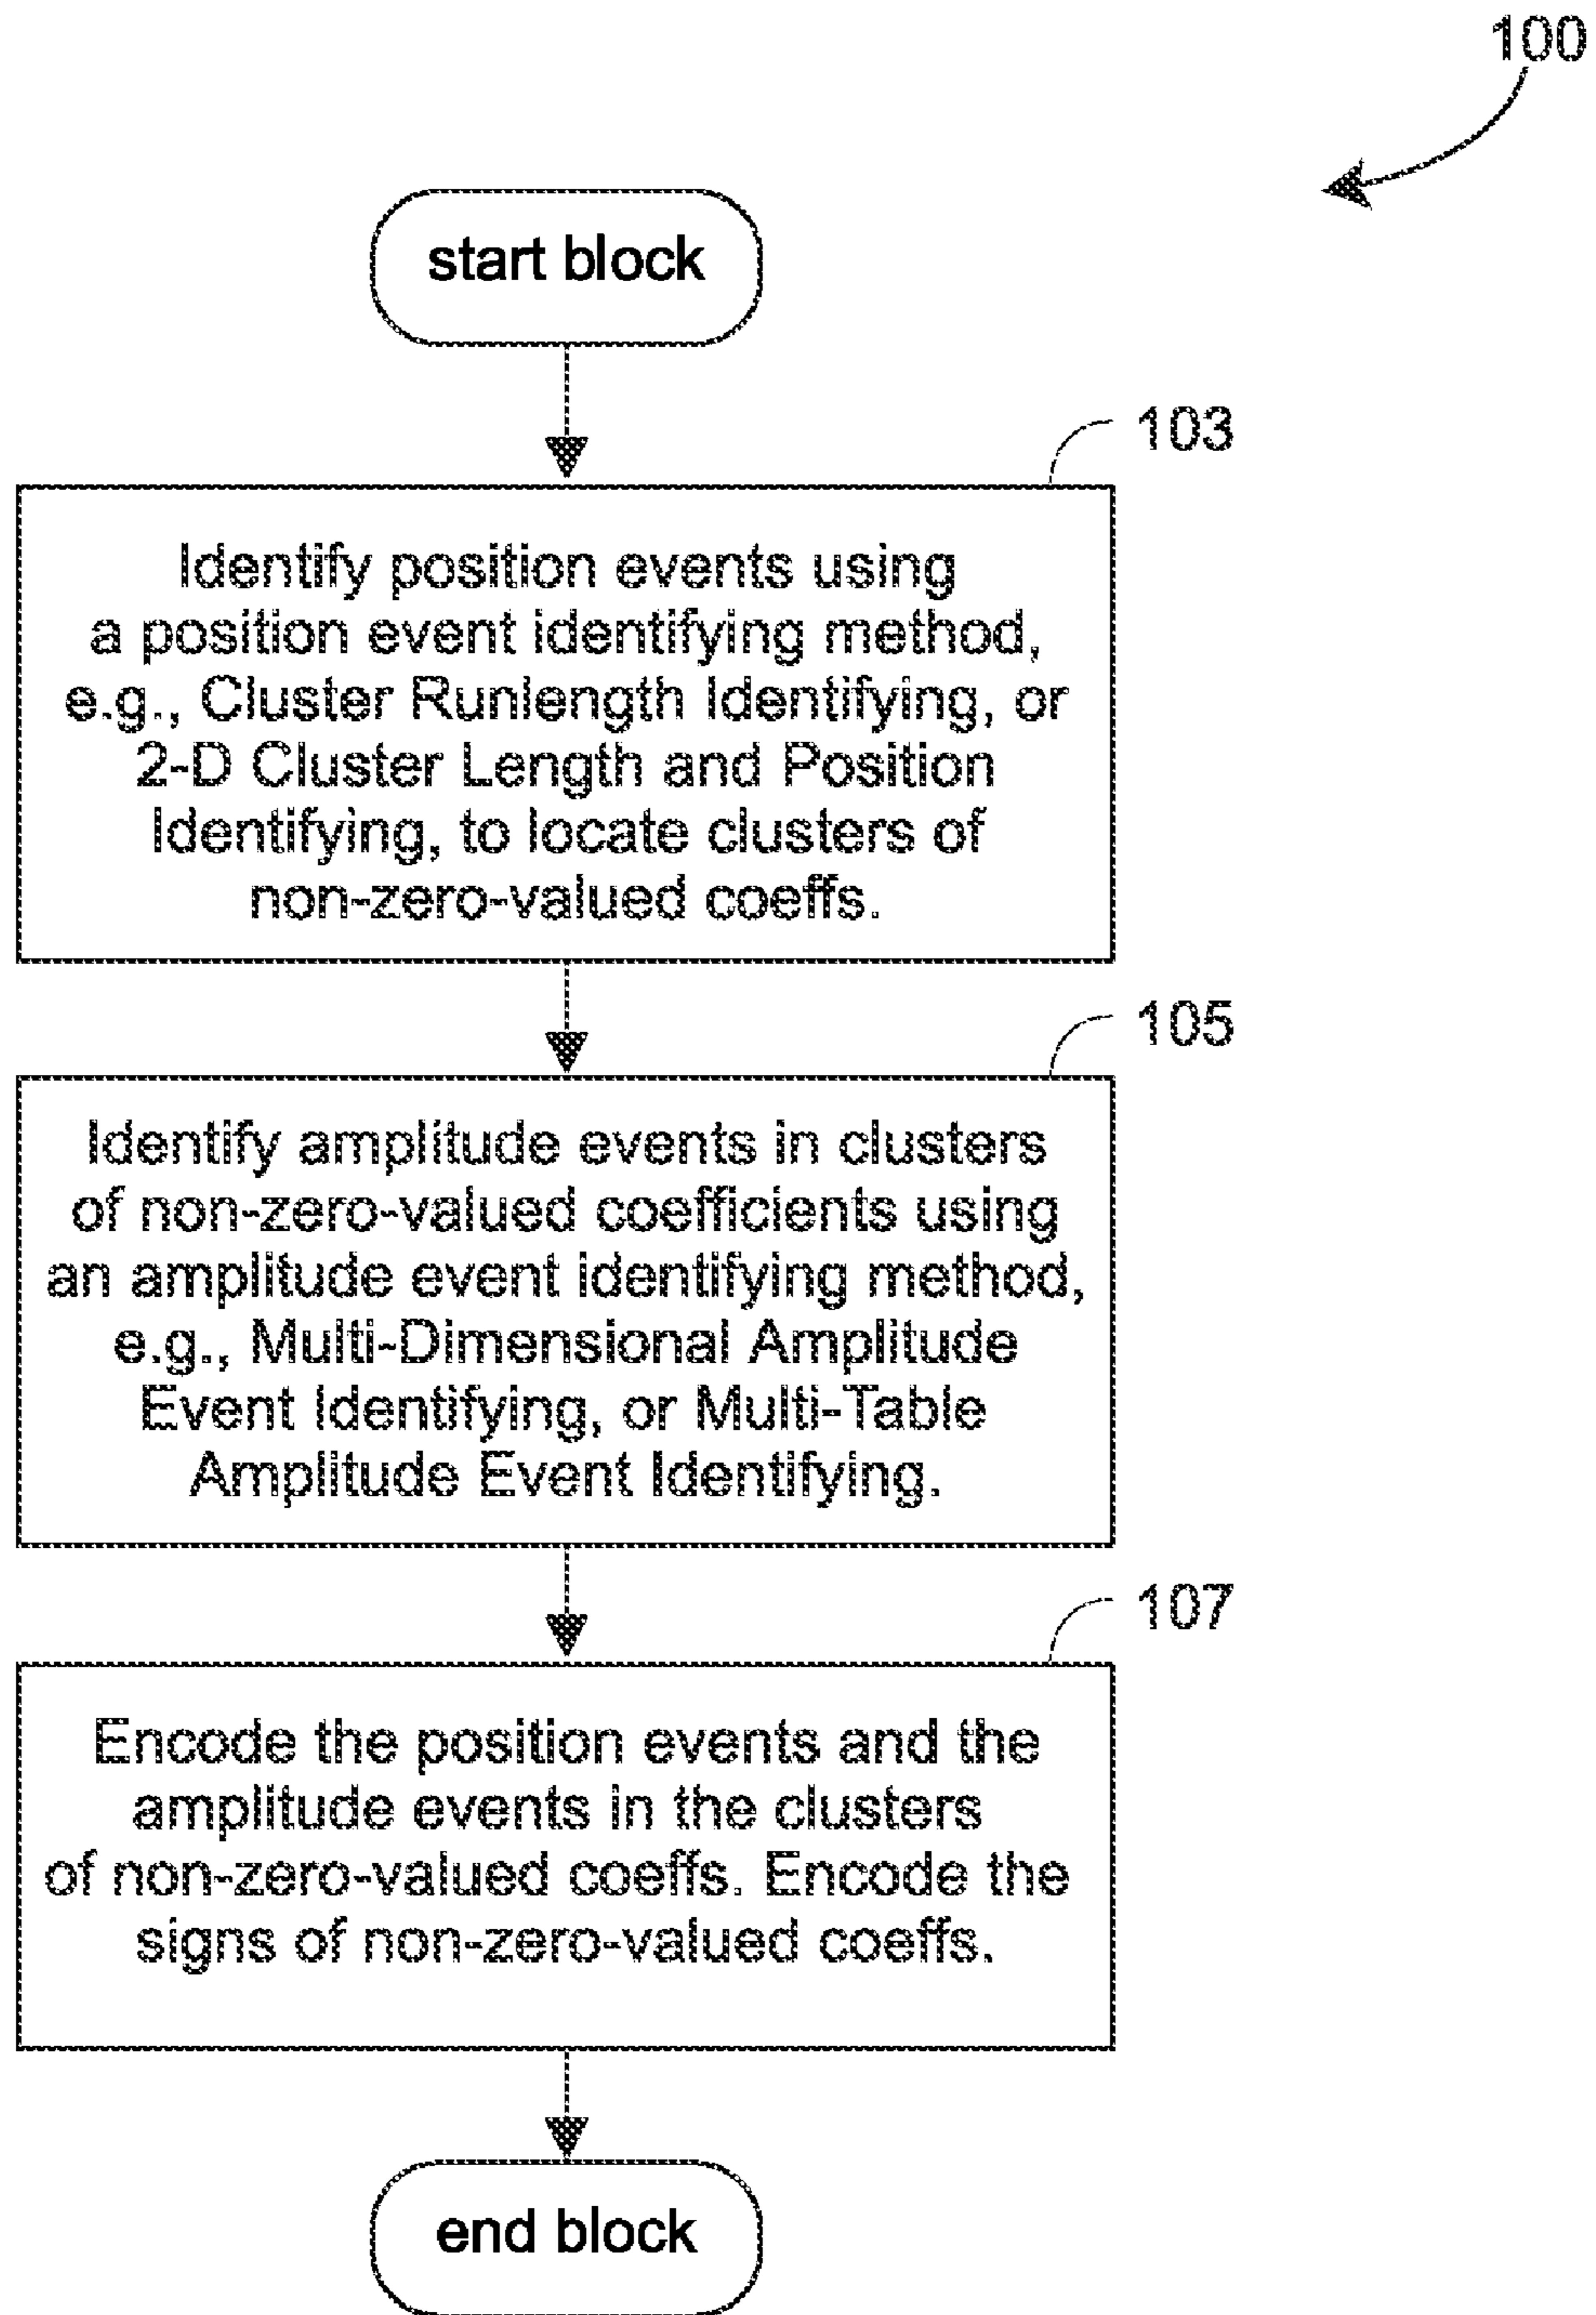 100
start block
103
Identify position events using
a position event identifying method,
e.g., Cluster Runlength Identifying, or
2-D Cluster Length and Position
Identifying, to locate clusters of
non-zero-valued coeffs.
105
Identify amplitude events in clusters
of non-zero-valued coefficients using
an amplitude event identifying method,
e.g., Multi-Dimensional Amplitude
Event Identifying, or Multi-Table
Amplitude Event Identifying.
107
Encode the position events and the
amplitude events in the clusters
of non-zero-valued coeffs. Encode the
signs of non-zero-valued coeffs.
end block